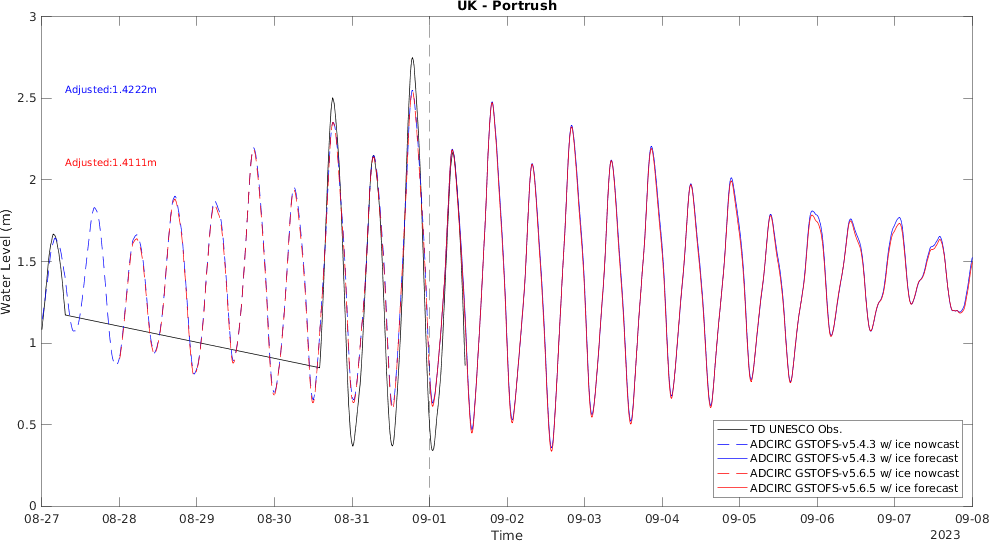 UK - Portrush
3
2.5
2
1.5
1
0.5
0
Water Level (m)
Adjusted:1.4222m
Adjusted:1.4111m
TD UNESCO Obs.
ADCIRC GSTOFS-v5.4.3 w/ ice nowcast
ADCIRC GSTOFS-v5.4.3 w/ ice forecast
ADCIRC GSTOFS-v5.6.5 w/ ice nowcast
ADCIRC GSTOFS-v5.6.5 w/ ice forecast
08-27 08-28 08-29 08-30 08-31 09-01 09-02 09-03 09-04 09-05 09-06 09-07 09-08
Time
2023